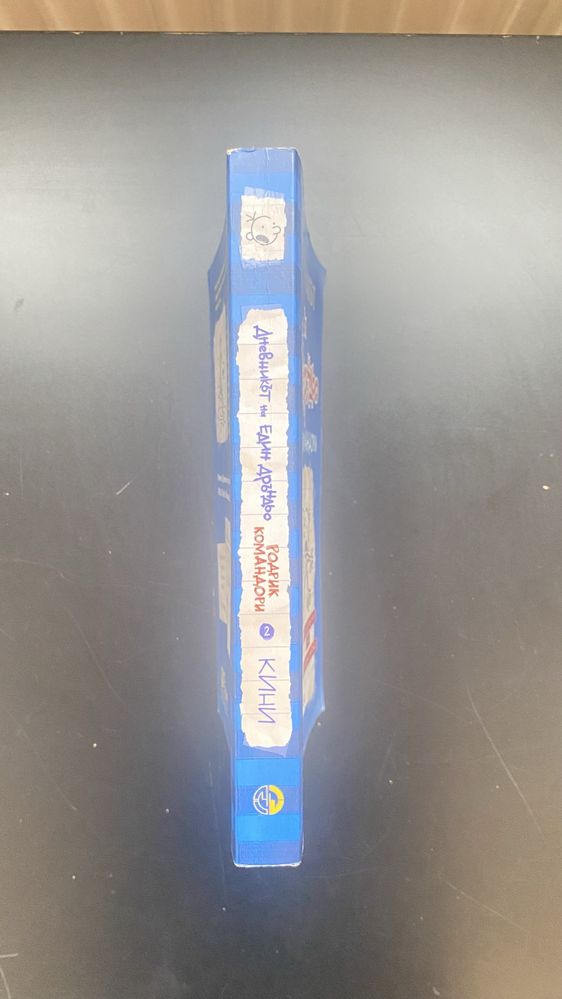 Дневникът на Един Дръндьо
Родрик
командори
2
Кини